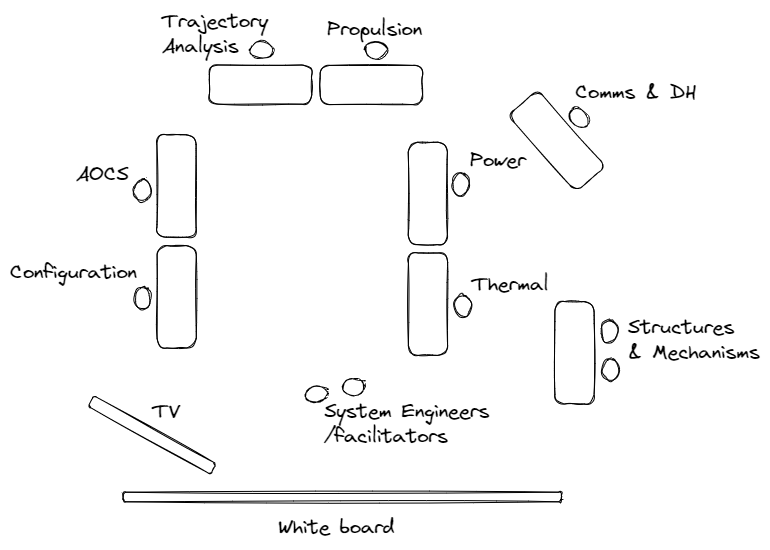 Trajectory
Analysis
Propulsion
Comms & DH
AOCS
Power
Configuration
Thermal
Structures
& Mechanisms
TV
System Engineers
/facilitators
White board